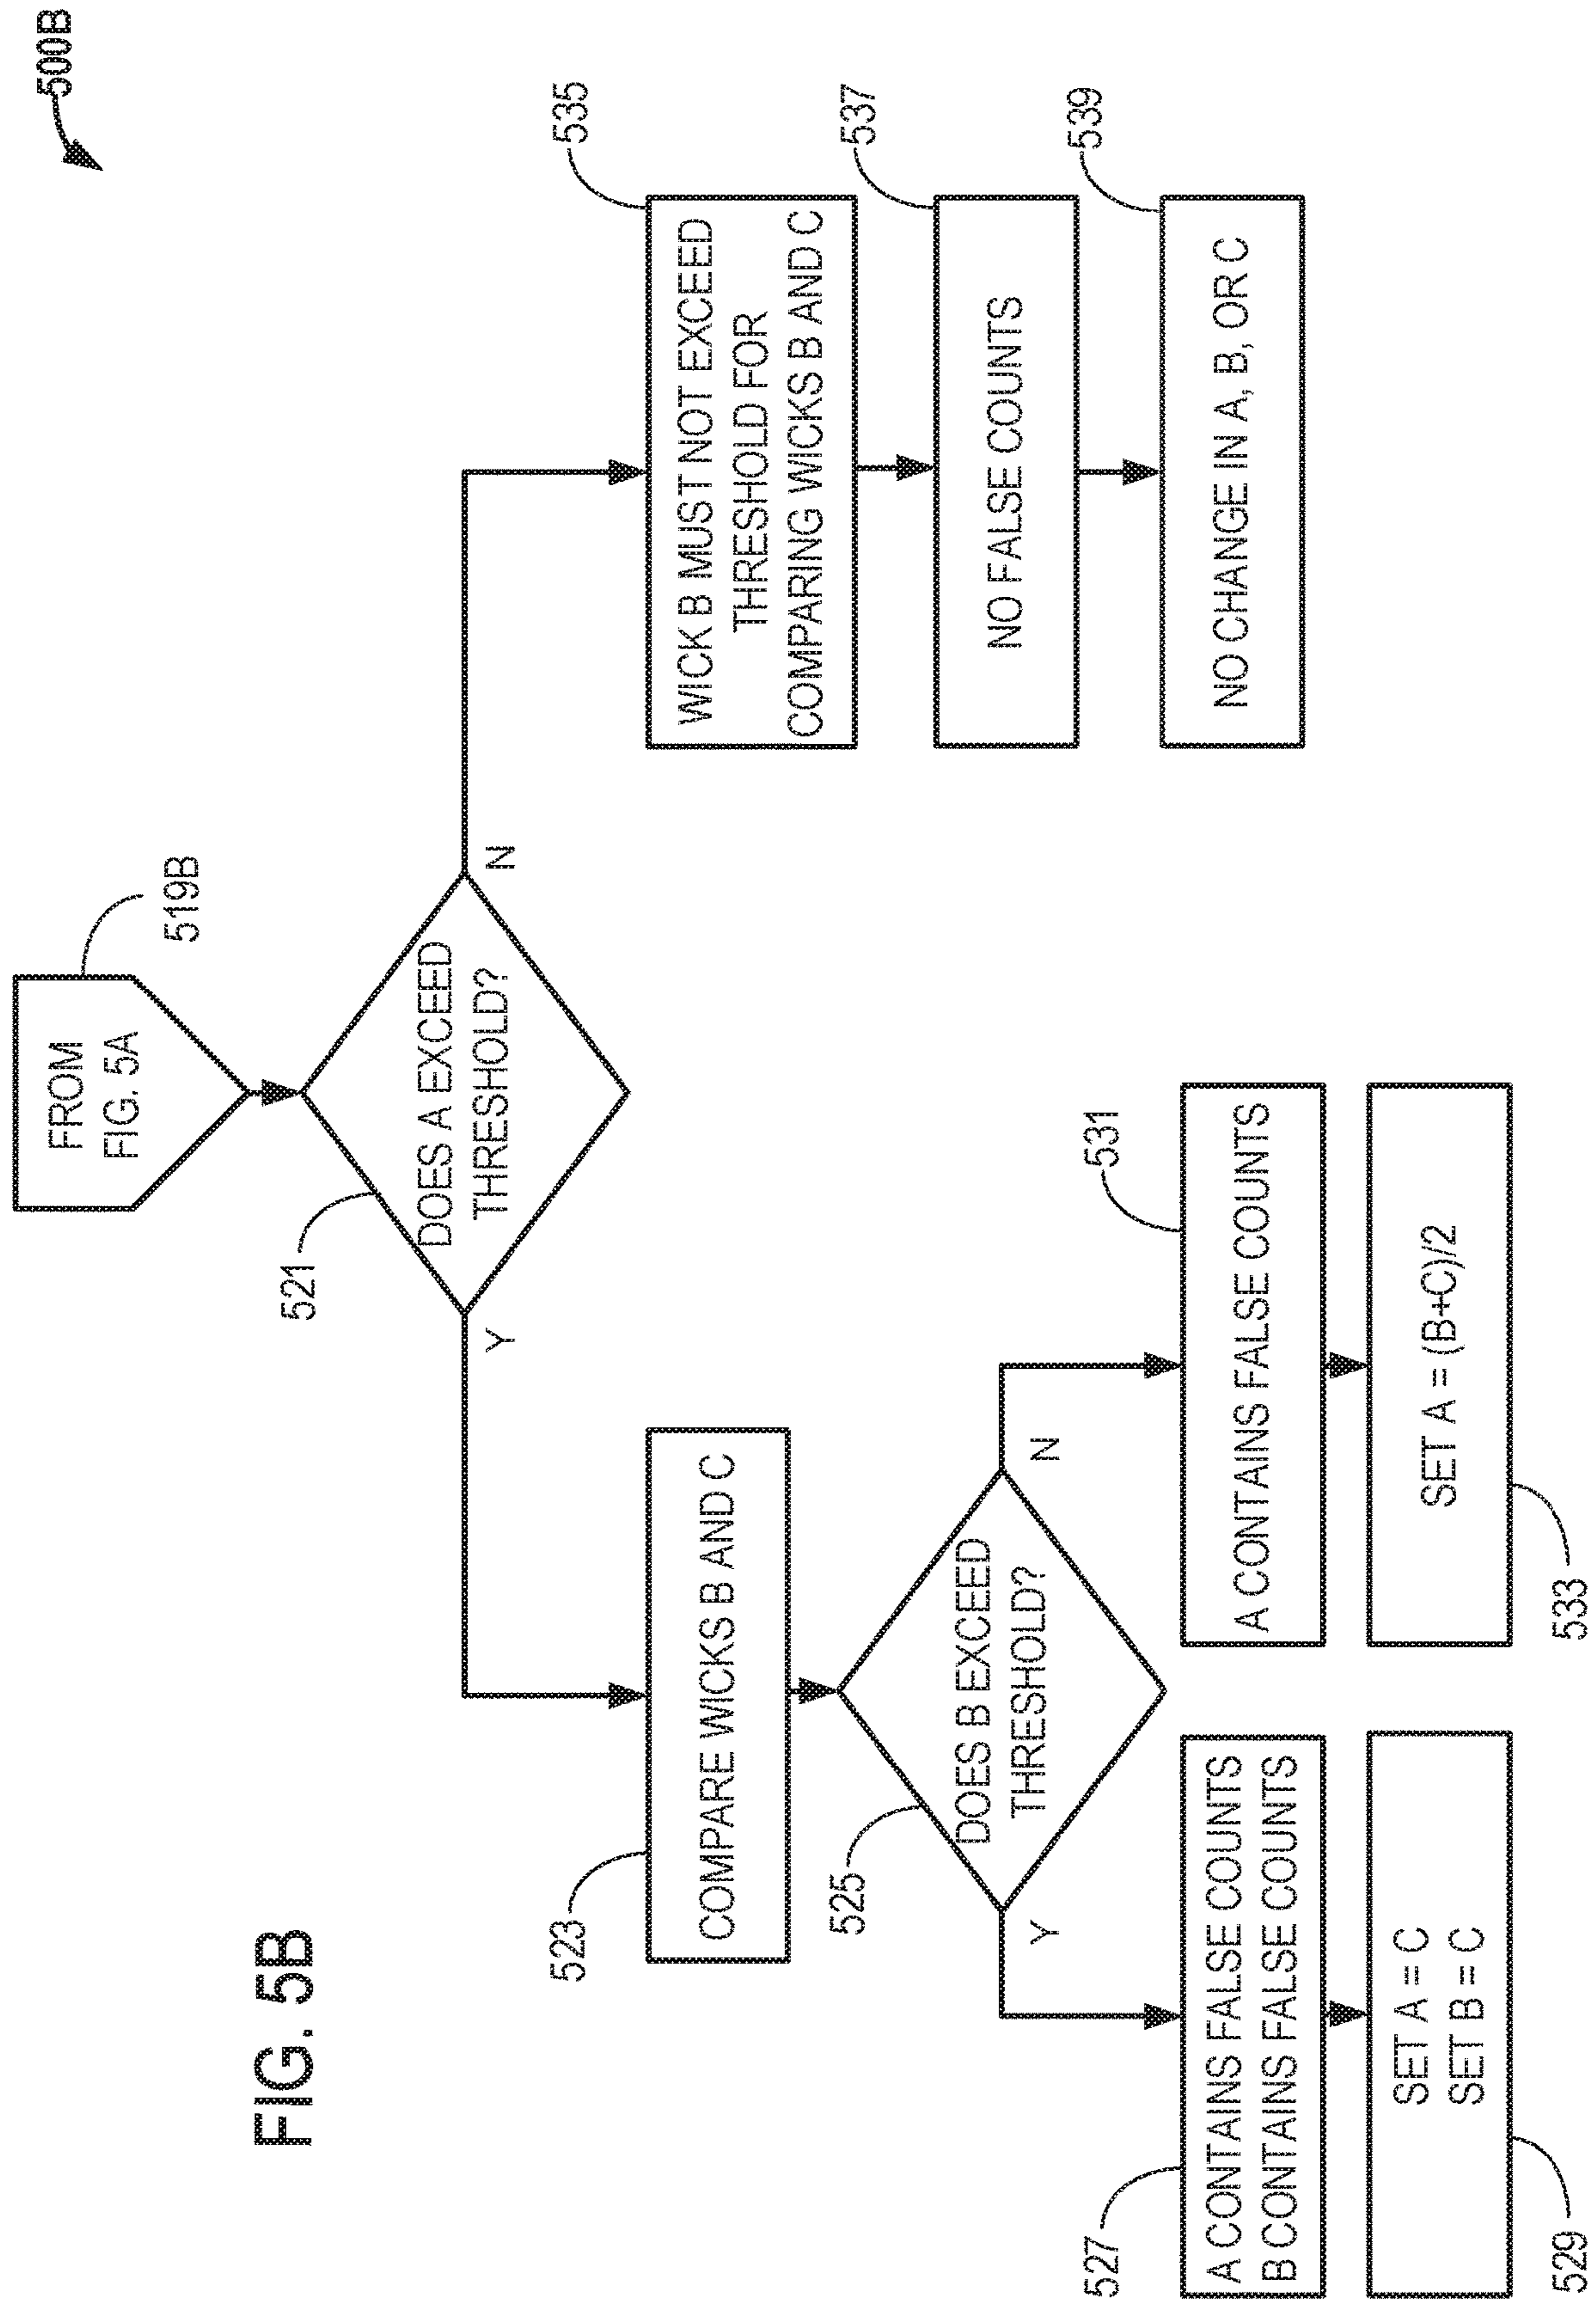 FIG. 5B
500B
FROM
FIG. 5A
519B
DOES A EXCEED
THRESHOLD?
521
Y
N
COMPARE WICKS B AND C
523
WICK B MUST NOT EXCEED
THRESHOLD FOR
COMPARING WICKS B AND C
535
DOES B EXCEED
THRESHOLD?
525
Y
N
NO FALSE COUNTS
537
A CONTAINS FALSE COUNTS
B CONTAINS FALSE COUNTS
527
A CONTAINS FALSE COUNTS
531
NO CHANGE IN A, B, OR C
539
SET A = C
SET B = C
529
SET A = (B+C)/2
533